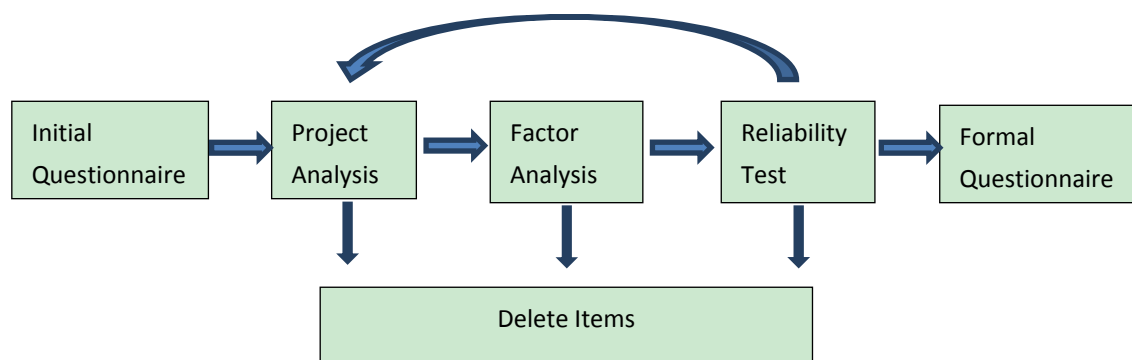 Initial
Questionnaire
Project
Analysis
Factor
Analysis
Reliability
Test
Formal
Questionnaire
Delete Items